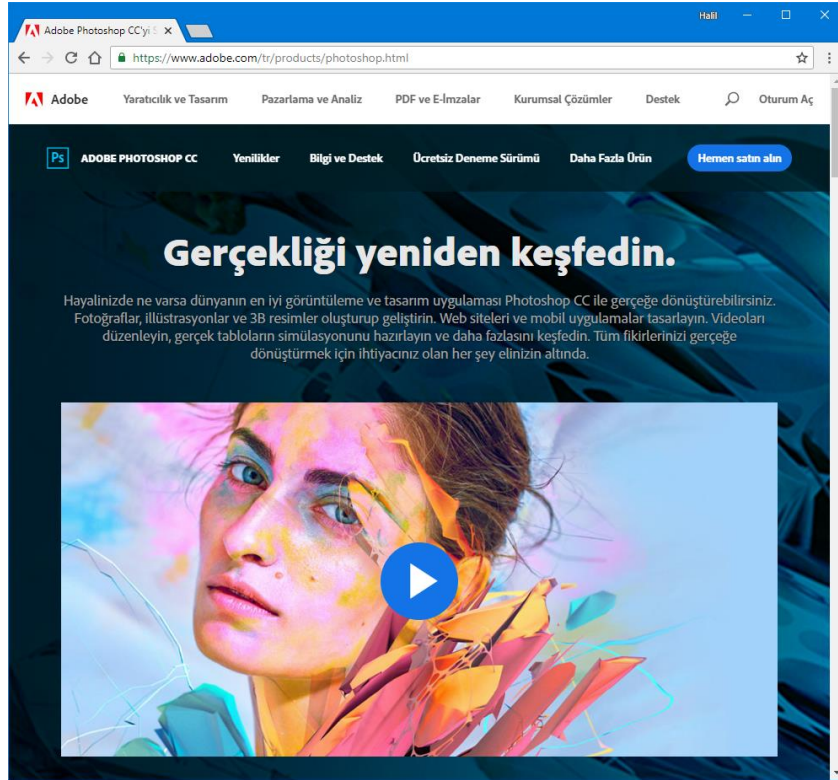 Halil
Adobe Photoshop CC'yi
https://www.adobe.com/tr/products/photoshop.html
Adobe Yaratıcılık ve Tasarım Pazarlama ve Analiz PDF ve E-İmzalar Kurumsal Çözümler Destek Oturum Aç
Ps ADOBE PHOTOSHOP CC Yenilikler Bilgi ve Destek Ücretsiz Deneme Sürümü Daha Fazla Ürün Hemen satın alın
Gerçekliği yeniden keşfedin.
Hayalinizde ne varsa dünyanın en iyi görüntüleme ve tasarım uygulaması Photoshop CC ile gerçeğe dönüştürebilirsiniz.
Fotoğraflar, illüstrasyonlar ve 3B resimler oluşturup geliştirin. Web siteleri ve mobil uygulamalar tasarlayın. Videoları
düzenleyin, gerçek tabloların simülasyonunu hazırlayın ve daha fazlasını keşfedin. Tüm fikirlerinizi gerçeğe
dönüştürmek için ihtiyacınız olan her şey elinizin altında.